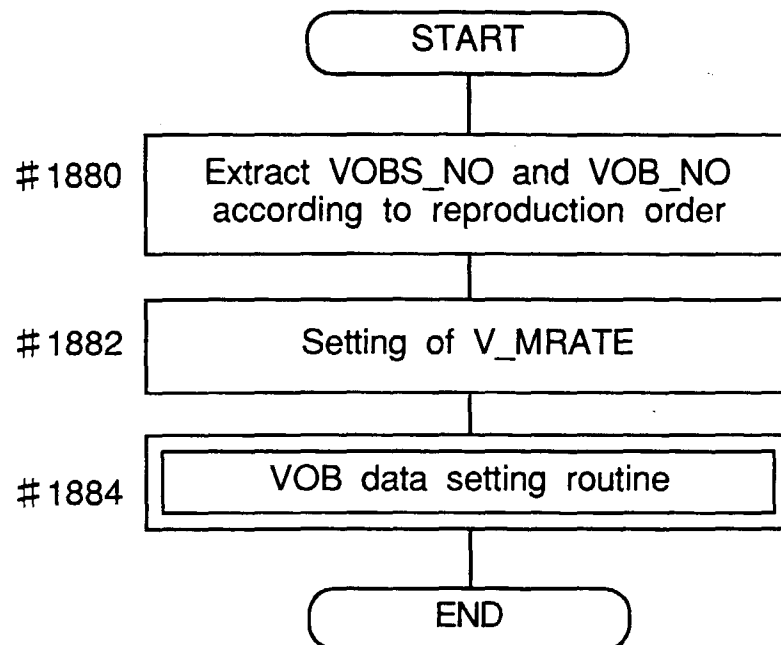 START
#1880
Extract VOBS_NO and VOB_NO
according to reproduction order
#1882
Setting of V_MRATE
#1884
VOB data setting routine
END